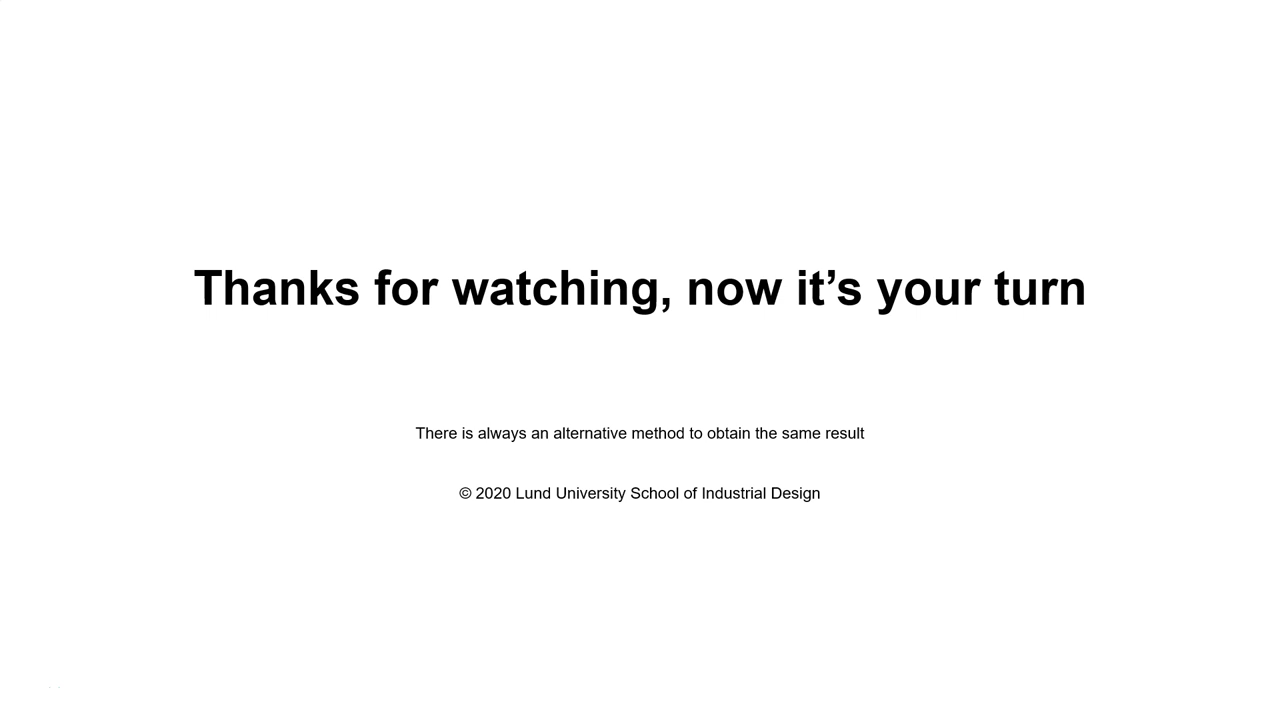 Thanks for watching, now it’s your turn
There is always an alternative method to obtain the same result
© 2020 Lund University School of Industrial Design